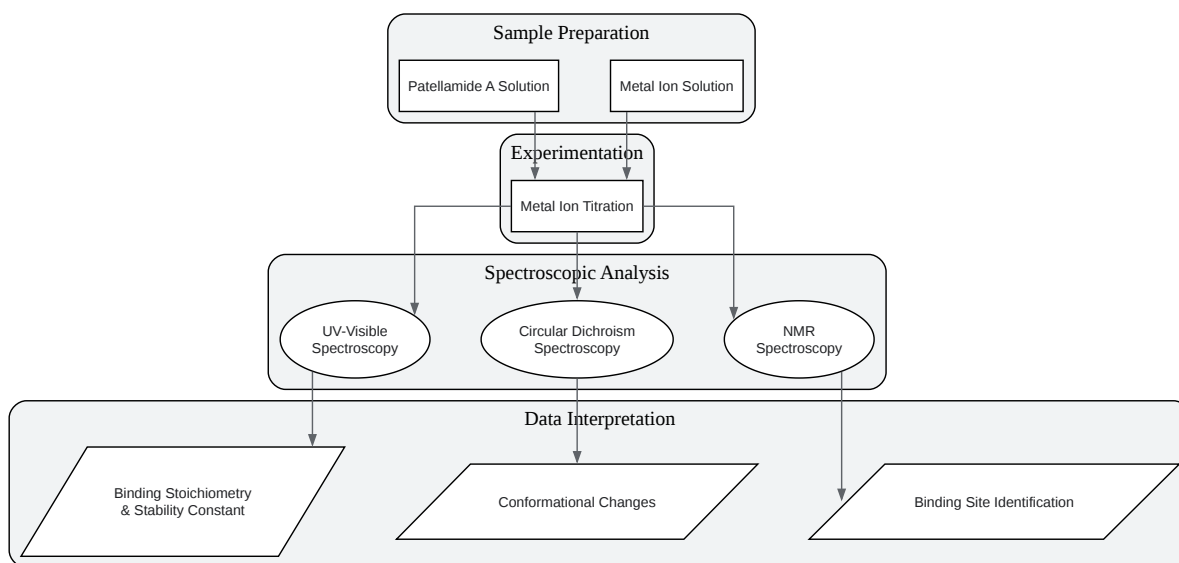 Sample Preparation
Patellamide A Solution
Metal Ion Solution
Experimentation
Metal Ion Titration
Spectroscopic Analysis
UV-Visible
Spectroscopy
Circular Dichroism
Spectroscopy
NMR
Spectroscopy
Data Interpretation
Binding Stoichiometry
& Stability Constant
Conformational Changes
Binding Site Identification